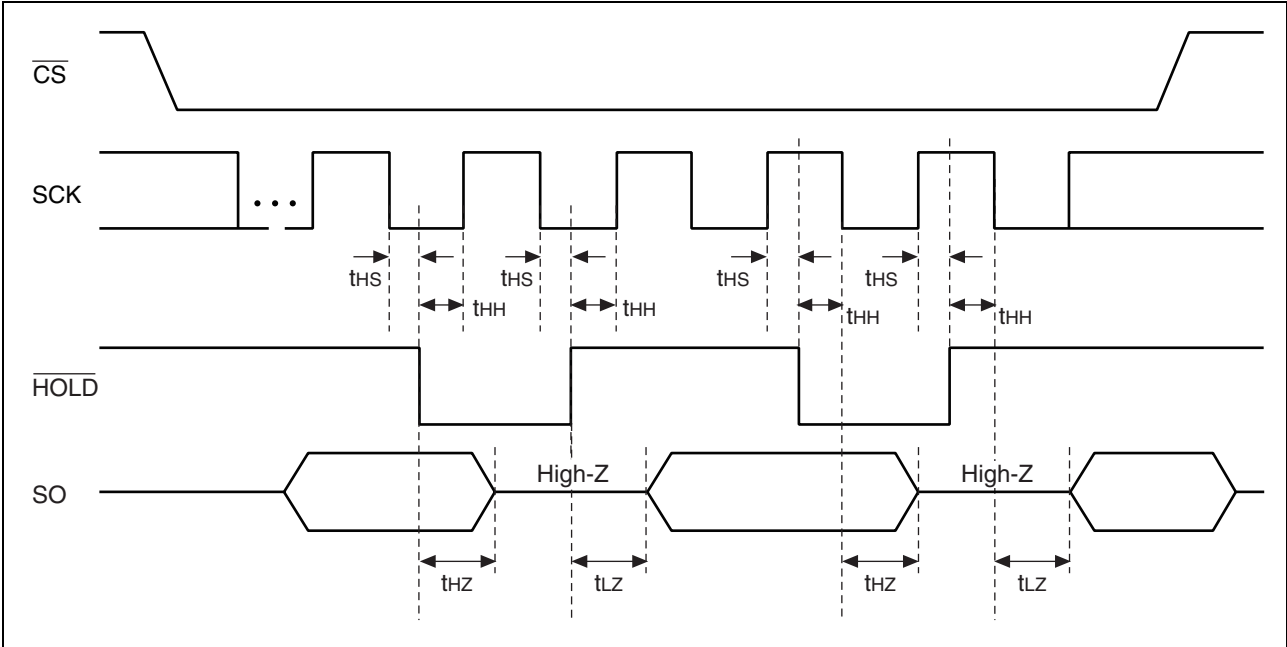 CS
SCK
• • •
tHS tHS tHS tHS
tHH tHH tHH tHH
HOLD
High-Z High-Z
SO
tHZ tLZ tHZ tLZ